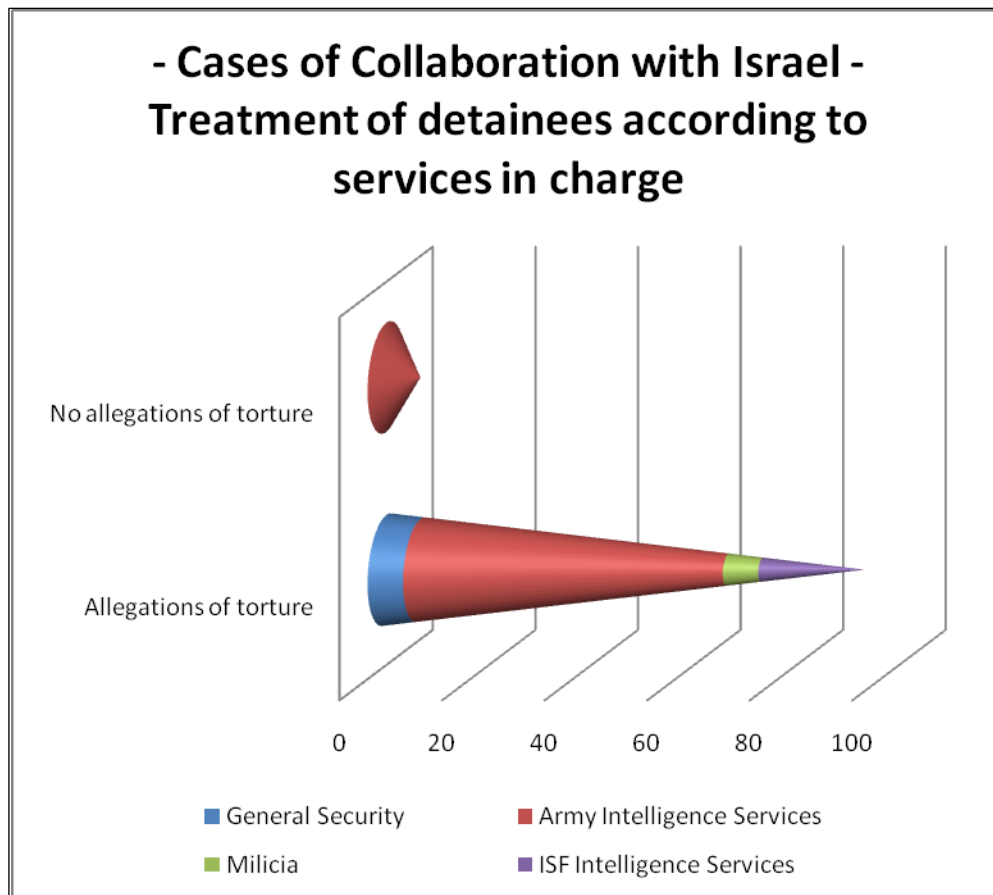 - Cases of Collaboration with Israel -
Treatment of detainees according to
services in charge
No allegations of torture
Allegations of torture
0 20 40 60 80 100
General Security Army Intelligence Services
Milicia ISF Intelligence Services